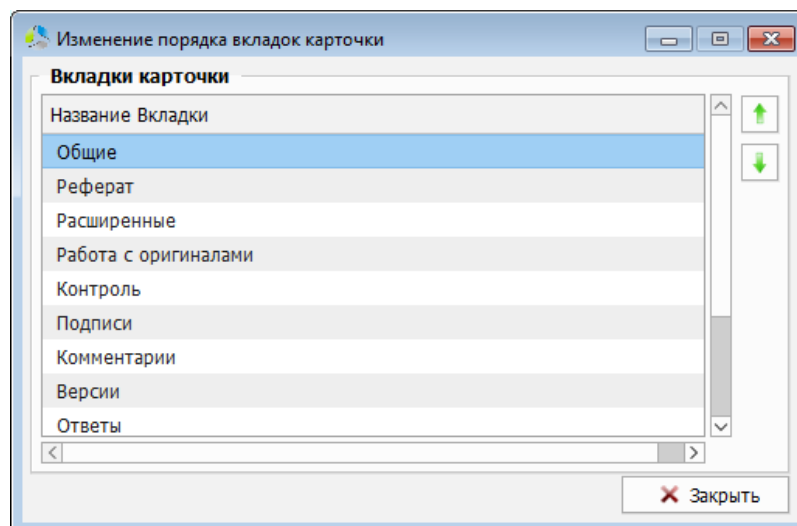 Изменение порядка вкладок карточки
Вкладки карточки
Название Вкладки
Общие
Реферат
Расширенные
Работа с оригиналами
Контроль
Подписи
Комментарии
Версии
Ответы
Закрыть